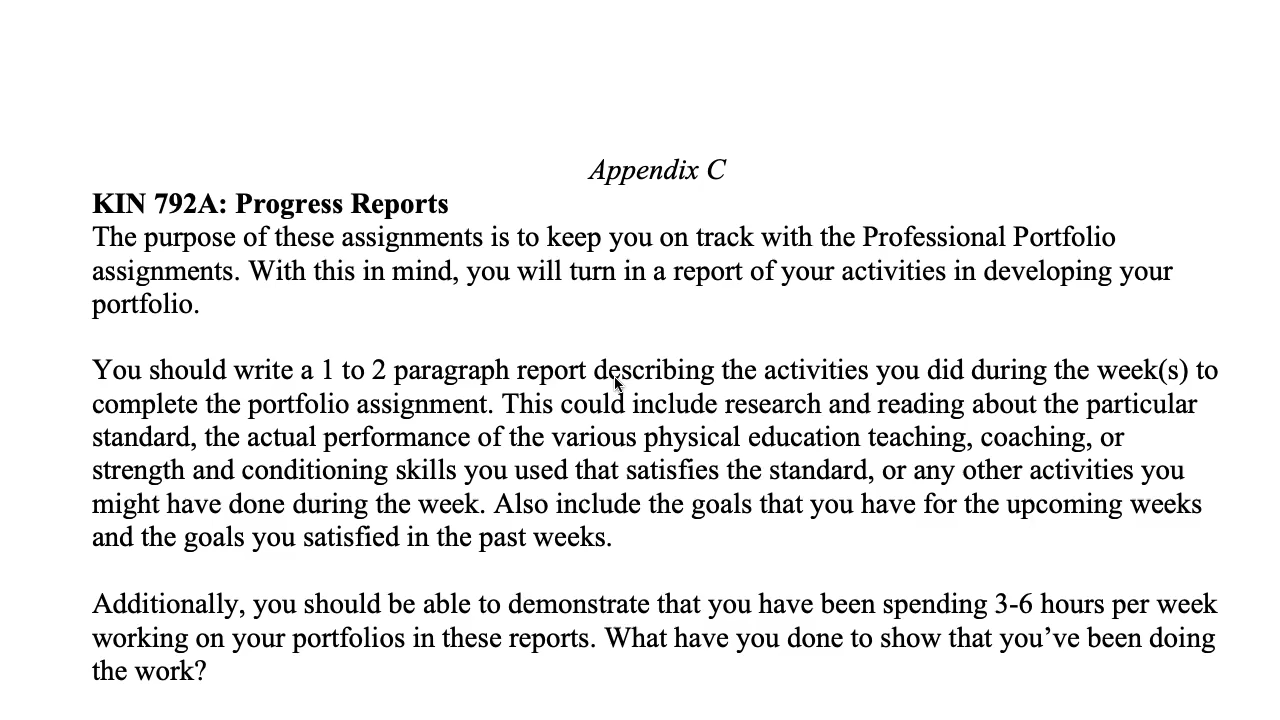 Appendix C
KIN 792A: Progress Reports
The purpose of these assignments is to keep you on track with the Professional Portfolio
assignments. With this in mind, you will turn in a report of your activities in developing your
portfolio.
You should write a 1 to 2 paragraph report describing the activities you did during the week(s) to
complete the portfolio assignment. This could include research and reading about the particular
standard, the actual performance of the various physical education teaching, coaching, or
strength and conditioning skills you used that satisfies the standard, or any other activities you
might have done during the week. Also include the goals that you have for the upcoming weeks
and the goals you satisfied in the past weeks.
Additionally, you should be able to demonstrate that you have been spending 3-6 hours per week
working on your portfolios in these reports. What have you done to show that you’ve been doing
the work?